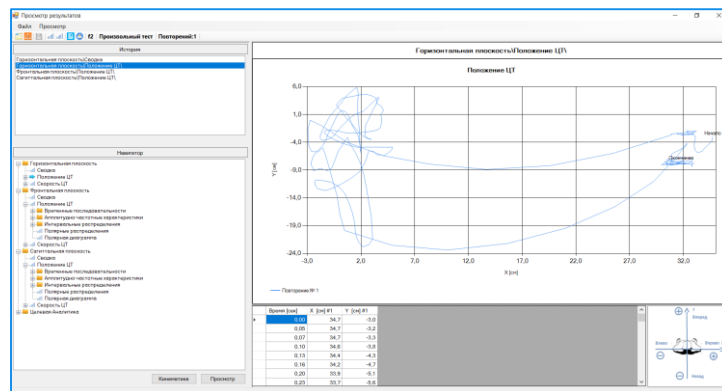 Просмотр результатов
Файл Просмотр
f2 Произвольный тест Повторений:1
История
Горизонтальная плоскость\Сводка
Горизонтальная плоскость\Положение ЦТ\
Фронтальная плоскость\Положение ЦТ\
Сагиттальная плоскость\Положение ЦТ\
Навигатор
Горизонтальная плоскость
Сводка
Положение ЦТ
Скорость ЦТ
Фронтальная плоскость
Сводка
Положение ЦТ
Временные последовательности
Амплитудно-частотные характеристики
Интервальные распределения
Полярные распределения
Полярная диаграмма
Скорость ЦТ
Сагиттальная плоскость
Сводка
Положение ЦТ
Временные последовательности
Амплитудно-частотные характеристики
Интервальные распределения
Полярные распределения
Полярная диаграмма
Скорость ЦТ
Целевая Аналитика
Кинематика Просмотр
Горизонтальная плоскость\Положение ЦТ\
Положение ЦТ
6,0
1,0
-4,0
-9,0
-14,0
-19,0
-24,0
Y [см]
Начало
Окончание
-3,0 2,0 7,0 12,0 17,0 22,0 27,0 32,0
X [см]
Повторение № 1
Время [сек] X [см] #1 Y [см] #1
0,00 34,7 -3,0
0,05 34,7 -3,2
0,07 34,7 -3,3
0,10 34,6 -3,8
0,13 34,4 -4,3
0,16 34,2 -4,7
0,20 33,9 -5,1
0,23 33,7 -5,6
Вперед
Влево Вправо
Назад